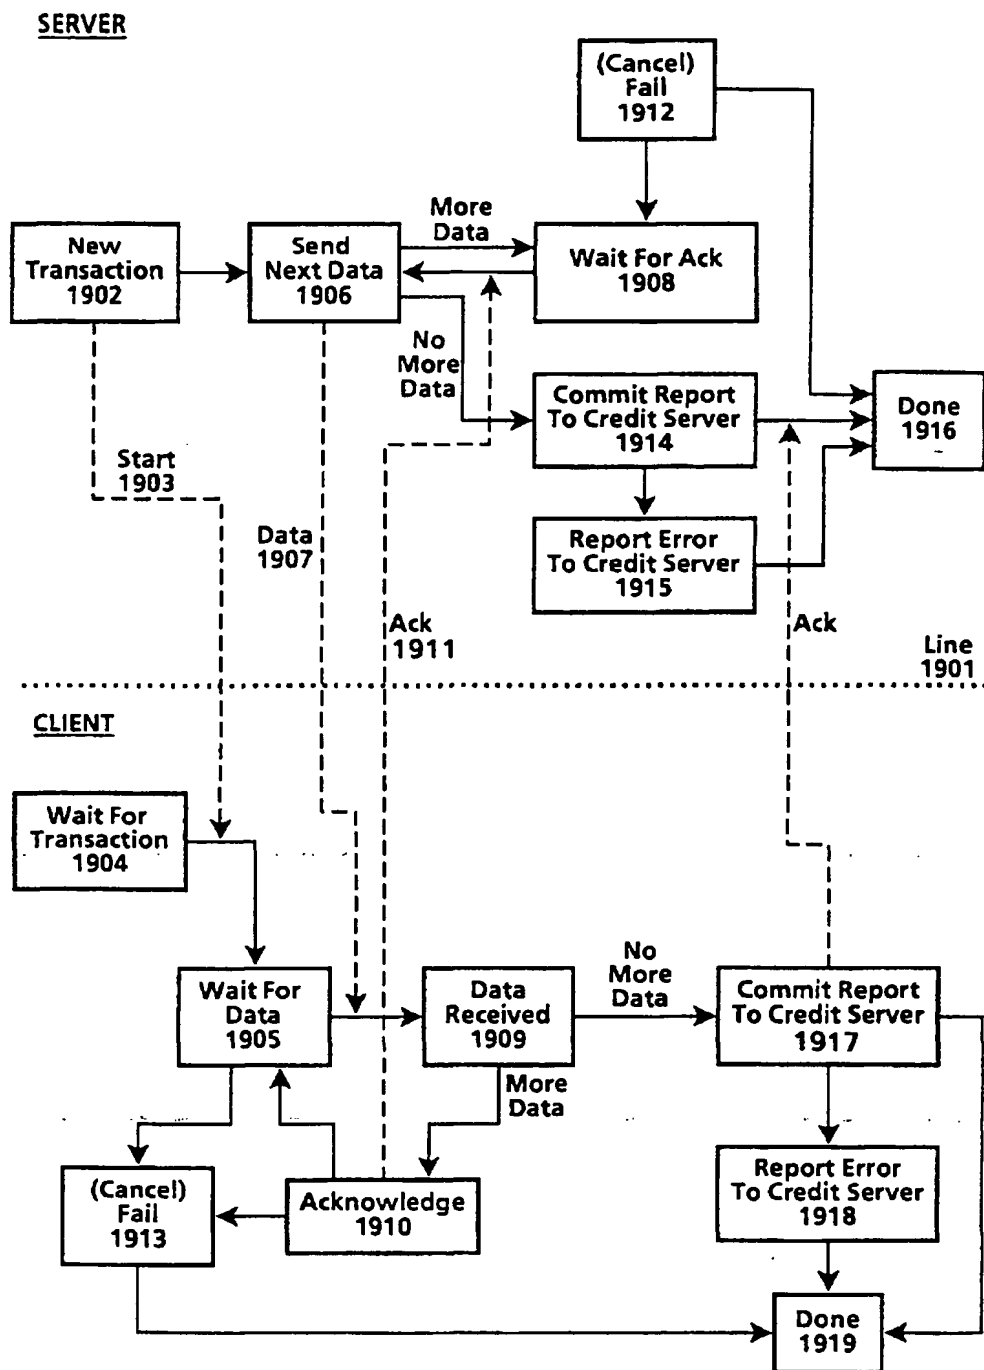 SERVER
(Cancel)
Fail
1912
New
Transaction
1902
Send
Next Data
1906
More
Data
Wait For Ack
1908
No
More
Data
Commit Report
To Credit Server
1914
Done
1916
Start
1903
Data
1907
Report Error
To Credit Server
1915
Ack
1911
Ack
Line
1901
CLIENT
Wait For
Transaction
1904
Wait For
Data
1905
Data
Received
1909
No
More
Data
Commit Report
To Credit Server
1917
More
Data
(Cancel)
Fail
1913
Acknowledge
1910
Report Error
To Credit Server
1918
Done
1919